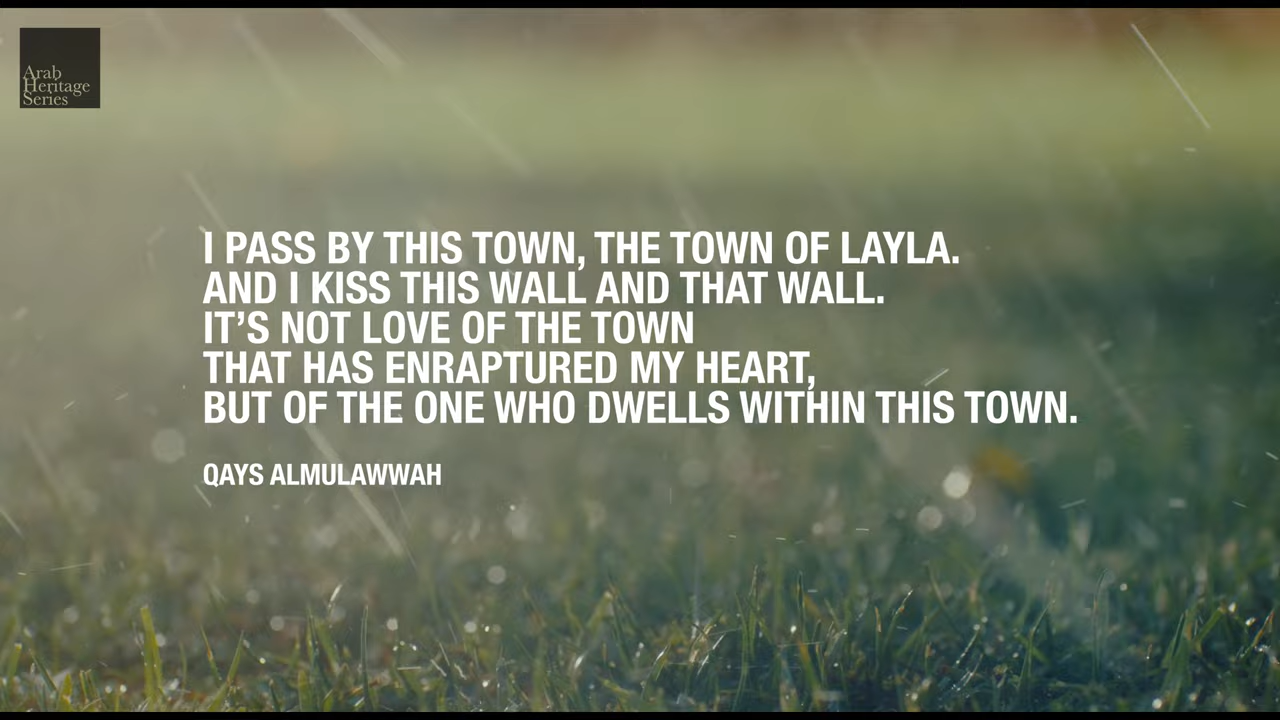 Arab
Heritage
Series
I PASS BY THIS TOWN, THE TOWN OF LAYLA.
AND I KISS THIS WALL AND THAT WALL.
IT’S NOT LOVE OF THE TOWN
THAT HAS ENRAPTURED MY HEART,
BUT OF THE ONE WHO DWELLS WITHIN THIS TOWN.
QAYS ALMULAWWAH